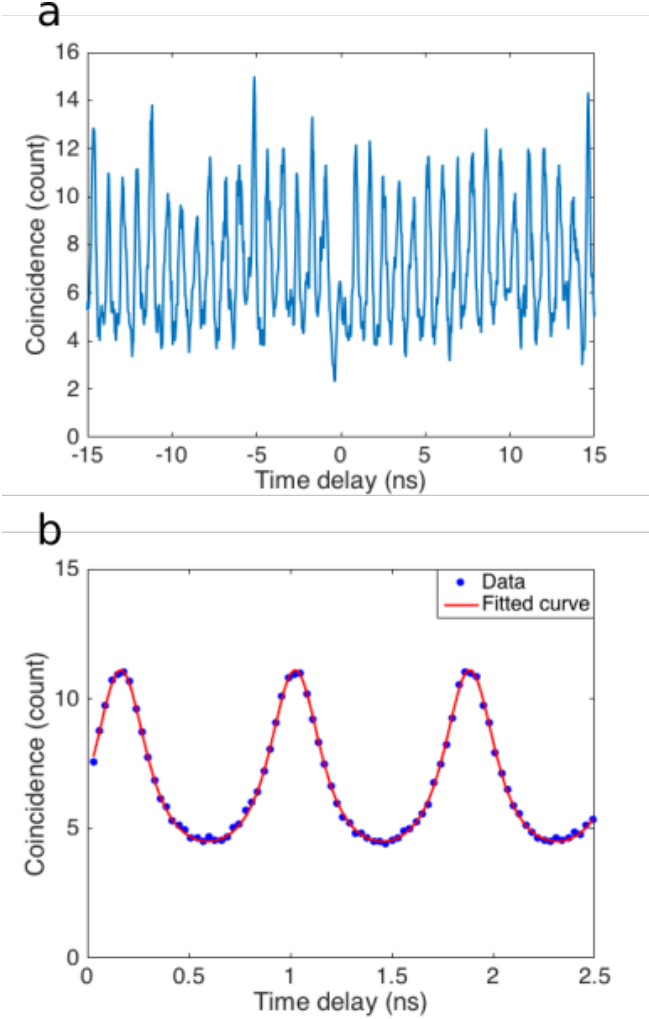 a
16
14
12
10
8
6
4
2
0
Coincidence (count)
-15 -10 -5 0 5 10 15
Time delay (ns)
b
15
10
5
0
Coincidence (count)
Data
Fitted curve
0 0.5 1 1.5 2 2.5
Time delay (ns)